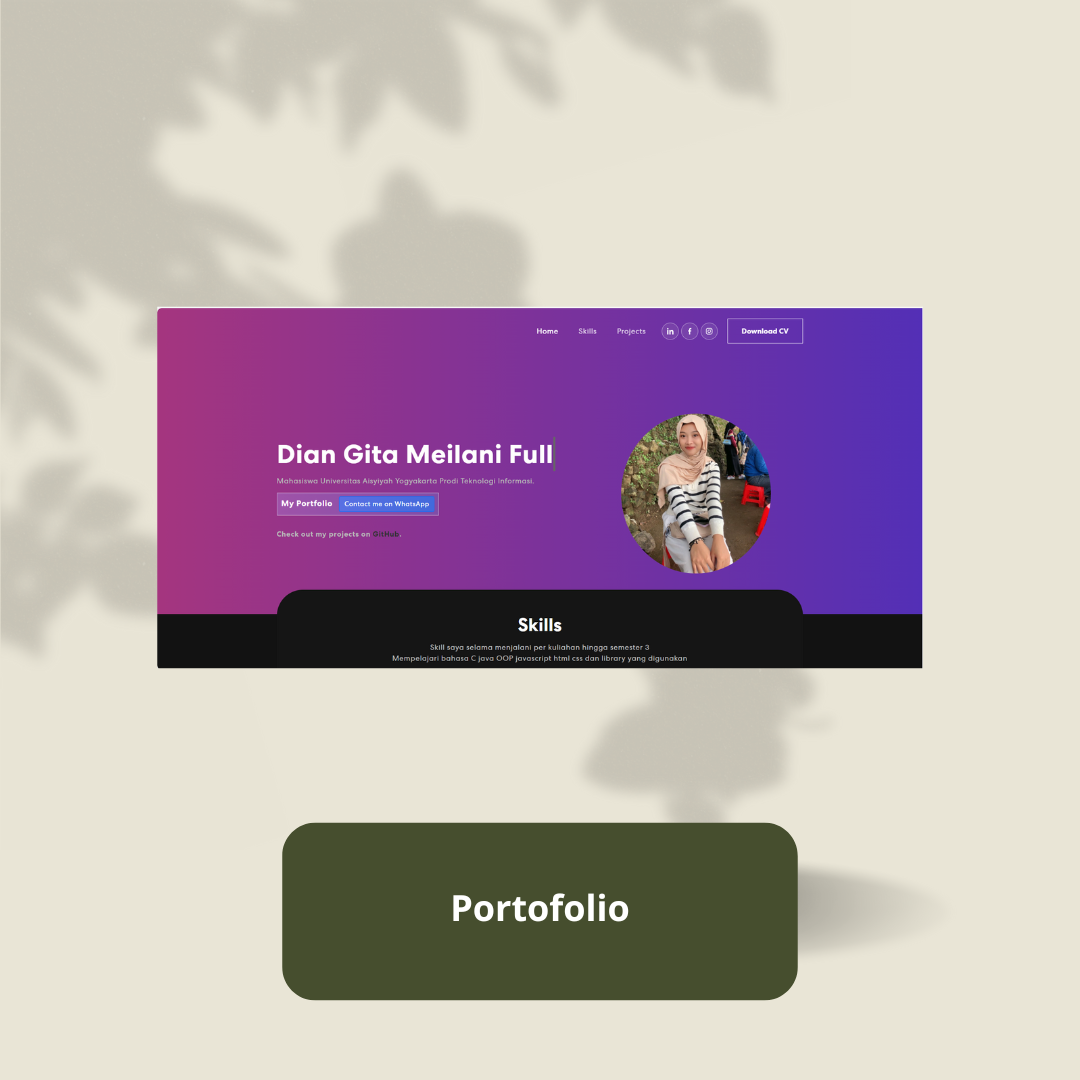 Home Skills Projects in f Download CV
Dian Gita Meilani Full
Mahasiswa Universitas Aisyiyah Yogyakarta Prodi Teknologi Informasi.
My Portfolio Contact me on WhatsApp
Check out my projects on GitHub.
Skills
Skill saya selama menjalani per kuliahan hingga semester 3
Mempelajari bahasa C java OOP javascript html css dan library yang digunakan
Portofolio